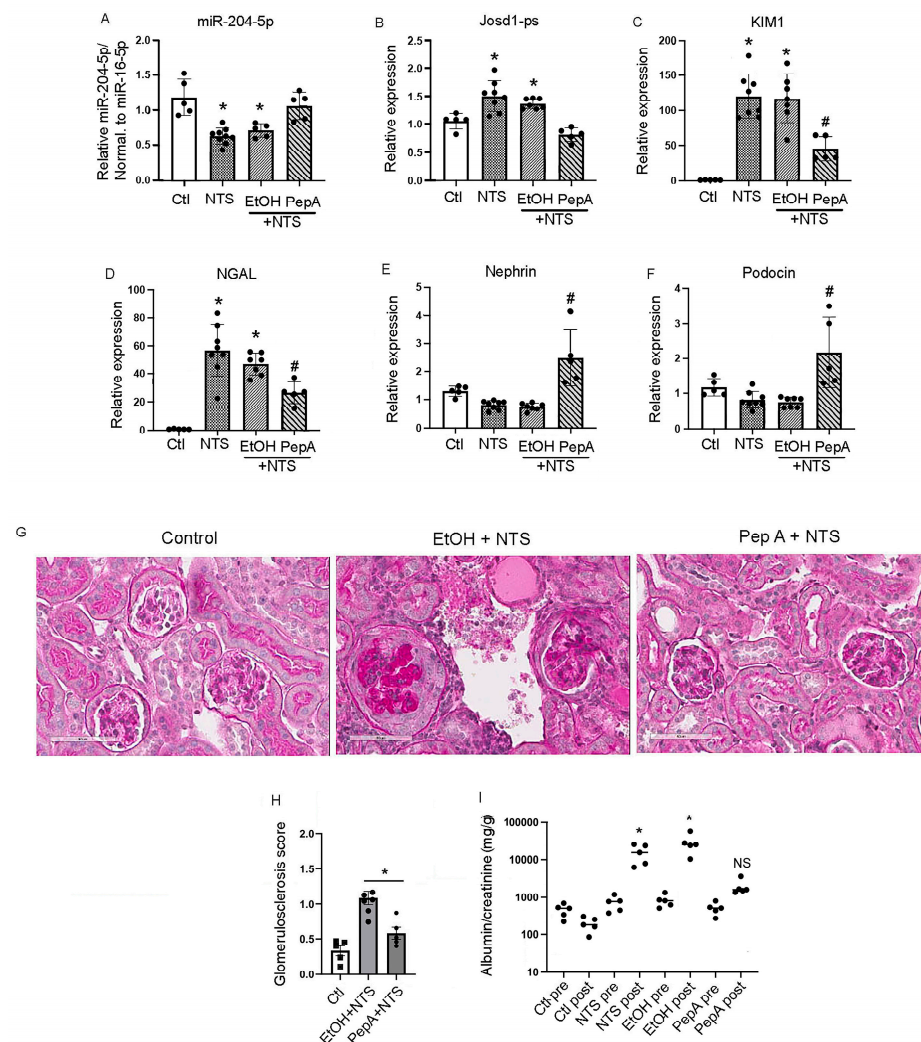 A
miR-204-5p
Relative miR-204-5p/
Normal. to miR-16-5p
2.0
1.5
1.0
0.5
0.0
* *
Ctl NTS EtOH PepA
+NTS
B
Josd1-ps
Relative expression
2.5
2.0
1.5
1.0
0.5
0.0
* *
Ctl NTS EtOH PepA
+NTS
C
KIM1
Relative expression
200
150
100
50
0
* * #
Ctl NTS EtOH PepA
+NTS
D
NGAL
Relative expression
100
80
60
40
20
0
* * #
Ctl NTS EtOH PepA
+NTS
E
Nephrin
Relative expression
5
4
3
2
1
0
#
Ctl NTS EtOH PepA
+NTS
F
Podocin
Relative expression
4
3
2
1
0
#
Ctl NTS EtOH PepA
+NTS
G
Control
EtOH + NTS
Pep A + NTS
H
Glomerulosclerosis score
2.0
1.5
1.0
0.5
0.0
*
Ctl
EtOH+NTS
PepA+NTS
I
Albumin/creatinine (mg/g)
100000
10000
1000
100
10
* * NS
Ctl-pre
Ctl post
NTS pre
NTS post
EtOH pre
EtOH post
PepA pre
PepA post